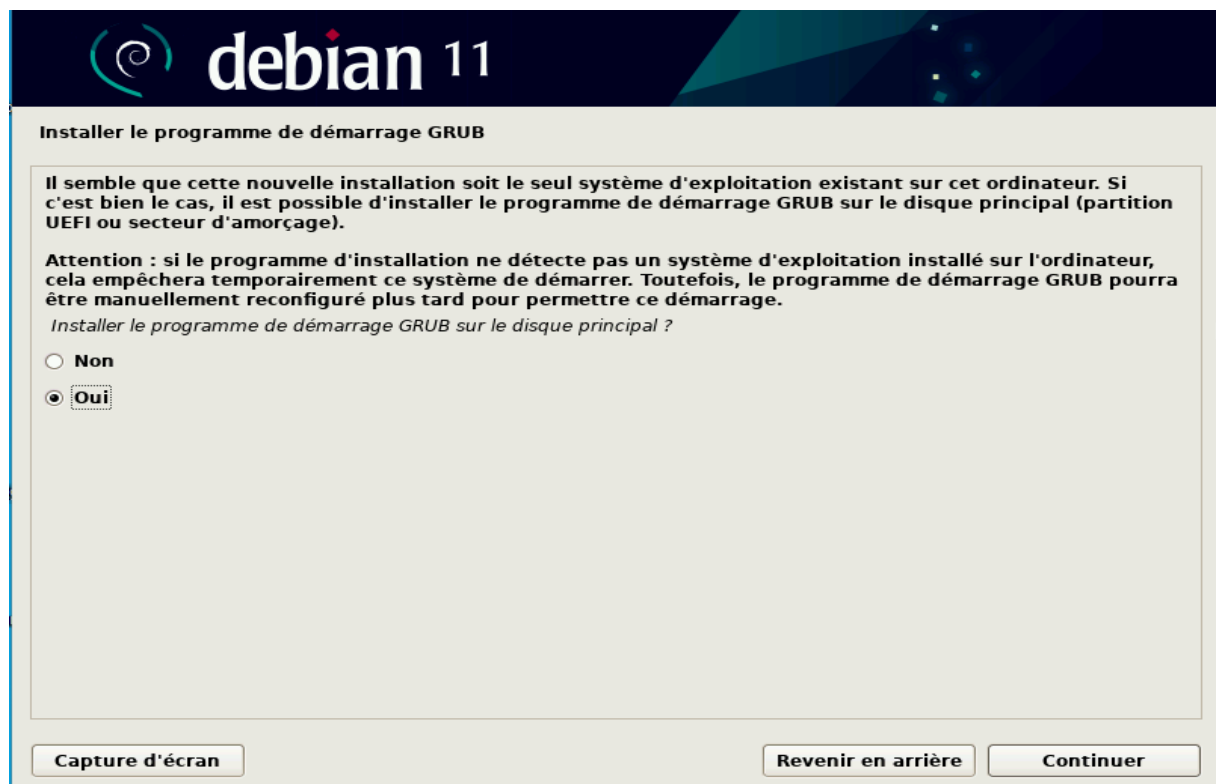 debian 11
Installer le programme de démarrage GRUB
Il semble que cette nouvelle installation soit le seul système d'exploitation existant sur cet ordinateur. Si
c'est bien le cas, il est possible d'installer le programme de démarrage GRUB sur le disque principal (partition
UEFI ou secteur d'amorçage).
Attention : si le programme d'installation ne détecte pas un système d'exploitation installé sur l'ordinateur,
cela empêchera temporairement ce système de démarrer. Toutefois, le programme de démarrage GRUB pourra
être manuellement reconfiguré plus tard pour permettre ce démarrage.
Installer le programme de démarrage GRUB sur le disque principal ?
Non
Oui
Capture d'écran
Revenir en arrière
Continuer